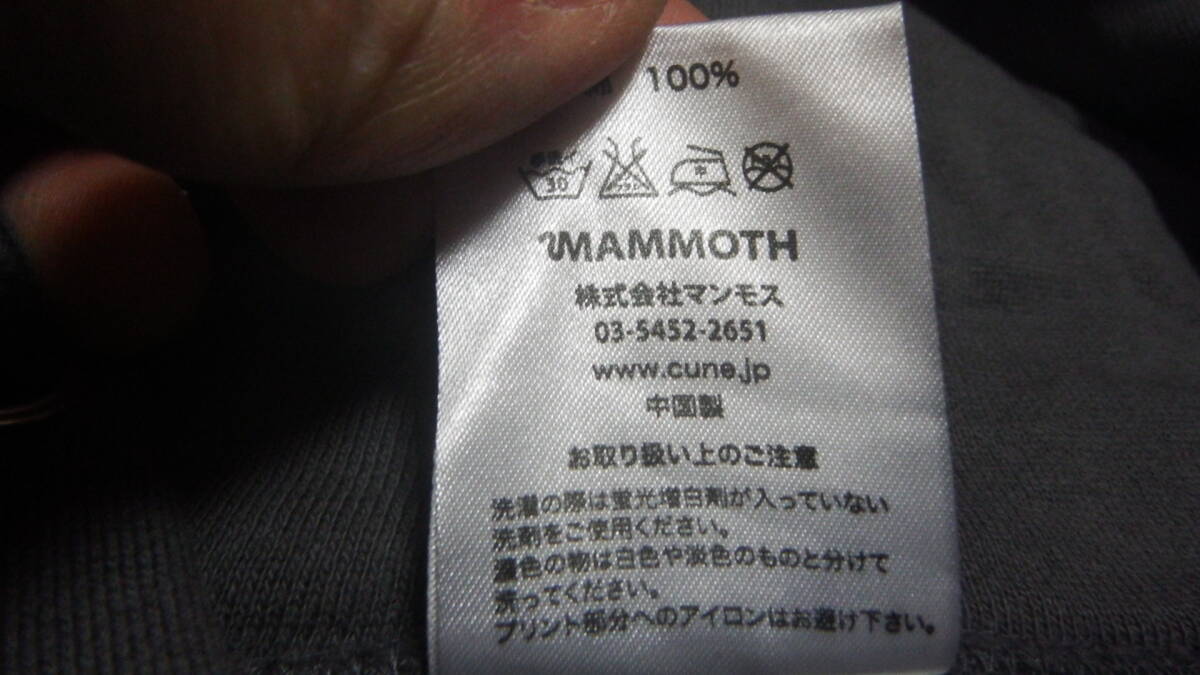 100%
30
MAMMOTH
株式会社マンモス
03-5452-2651
www.cune.jp
中国製
お取り扱い上のご注意
洗濯の際は蛍光増白剤が入っていない
洗剤をご使用ください。
濃色の物は白色や淡色のものと分けて
洗ってください。
プリント部分へのアイロンはお避け下さい。